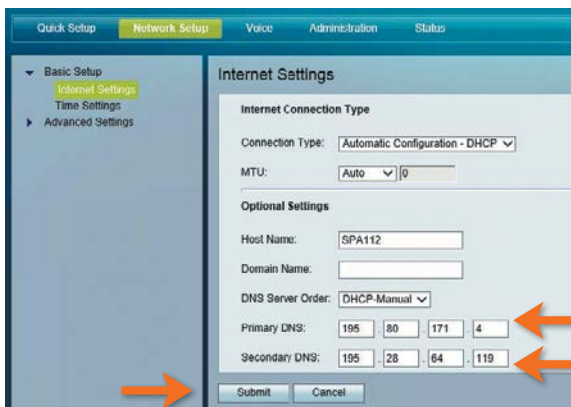 Quick Setup Network Setup Voice Administration Status
Basic Setup
Internet Settings
Time Settings
Advanced Settings
Internet Settings
Internet Connection Type
Connection Type: Automatic Configuration - DHCP
MTU: Auto 0
Optional Settings
Host Name: SPA112
Domain Name:
DNS Server Order: DHCP-Manual
Primary DNS: 195 . 80 . 171 . 4
Secondary DNS: 195 . 28 . 64 . 119
Submit Cancel